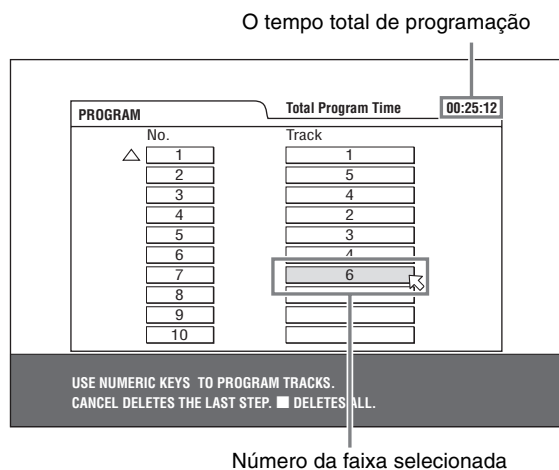 O tempo total de programação
PROGRAM Total Program Time 00:25:12
No. Track
1 1
2 5
3 4
4 2
5 3
6 4
7 6
8
9
10
USE NUMERIC KEYS TO PROGRAM TRACKS.
CANCEL DELETES THE LAST STEP. ■ DELETES ALL.
Número da faixa selecionada